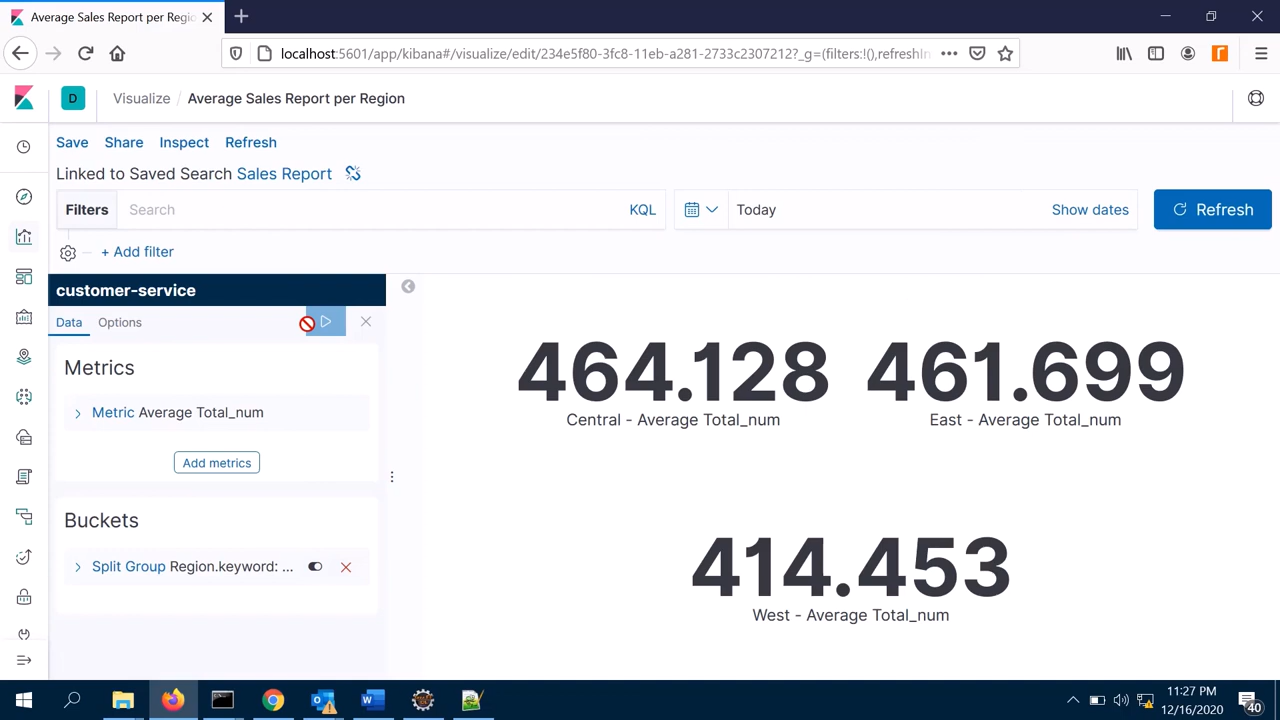 Average Sales Report per Regio
localhost:5601/app/kibana#/visualize/edit/234e5f80-3fc8-11eb-a281-2733c2307212?_g=(filters:!(),refreshIn
D
Visualize / Average Sales Report per Region
Save Share Inspect Refresh
Linked to Saved Search Sales Report
Filters Search KQL Today Show dates Refresh
+ Add filter
customer-service
Data Options
Metrics
Metric Average Total_num
Add metrics
Buckets
Split Group Region.keyword: ...
464.128
Central - Average Total_num
461.699
East - Average Total_num
414.453
West - Average Total_num
11:27 PM
12/16/2020
40